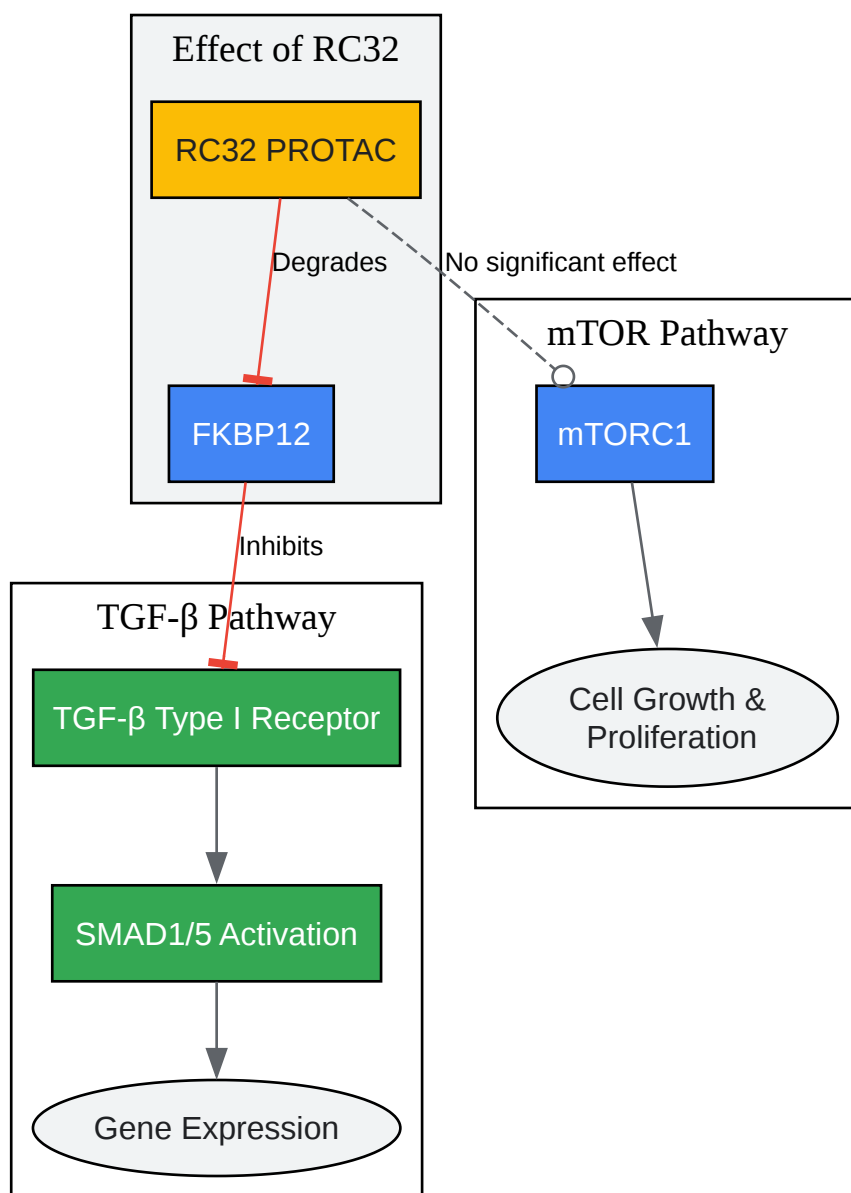 Effect of RC32
RC32 PROTAC
Degrades
No significant effect
mTOR Pathway
FKBP12
mTORC1
Inhibits
TGF-β Pathway
TGF-β Type I Receptor
Cell Growth &
Proliferation
SMAD1/5 Activation
Gene Expression